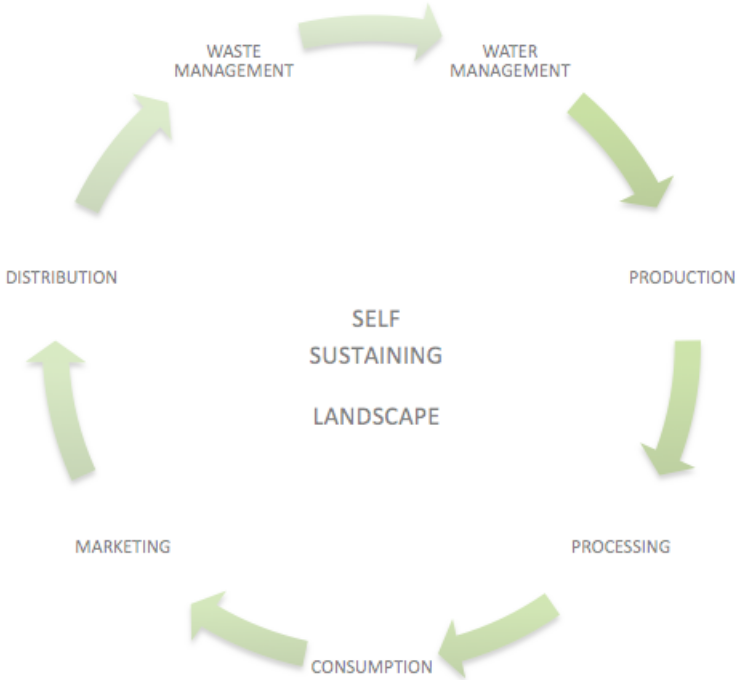 WASTE
MANAGEMENT
WATER
MANAGEMENT
DISTRIBUTION
PRODUCTION
SELF
SUSTAINING
LANDSCAPE
MARKETING
PROCESSING
CONSUMPTION